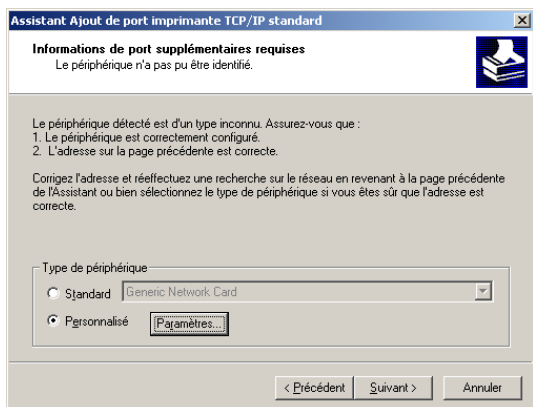 Assistant Ajout de port imprimante TCP/IP standard
Informations de port supplémentaires requises
Le périphérique n'a pas pu être identifié.
Le périphérique détecté est d'un type inconnu. Assurez-vous que :
1. Le périphérique est correctement configuré.
2. L'adresse sur la page précédente est correcte.
Corrigez l'adresse et réeffectuez une recherche sur le réseau en revenant à la page précédente
de l'Assistant ou bien sélectionnez le type de périphérique si vous êtes sûr que l'adresse est
correcte.
Type de périphérique
Standard Generic Network Card
Personnalisé Paramètres...
< Précédent Suivant > Annuler